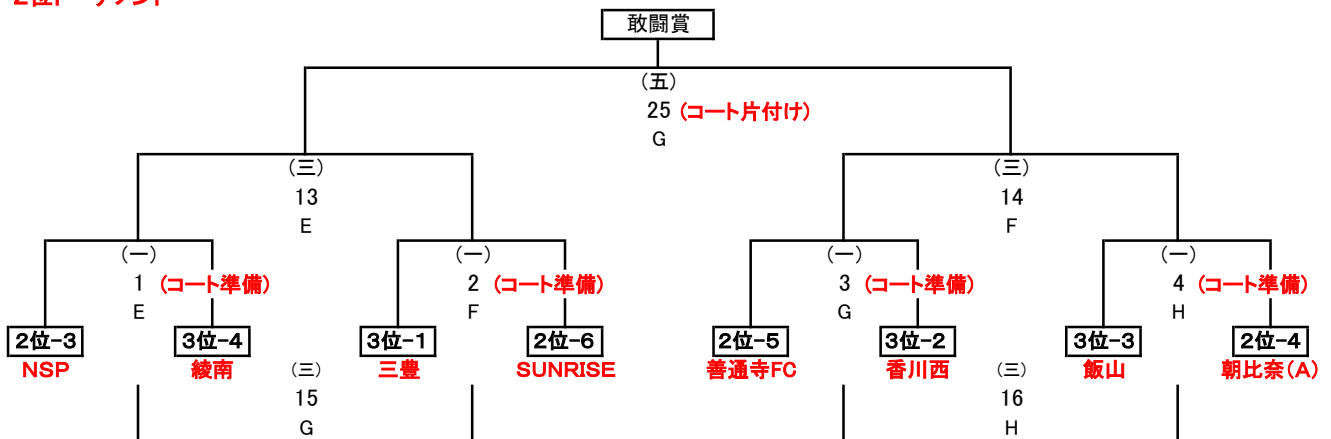 敢闘賞
(五)
25 (コート片付け)
G
(三) (三)
13 14
E F
(一) (一) (一) (一)
1 (コート準備) 2 (コート準備) 3 (コート準備) 4 (コート準備)
E F G H
2位-3 3位-4 3位-1 2位-6 2位-5 3位-2 3位-3 2位-4
NSP 綾南 (三) 三豊 SUNRISE 善通寺FC 香川西 (三) 飯山 朝比奈(A)
15 16
G H